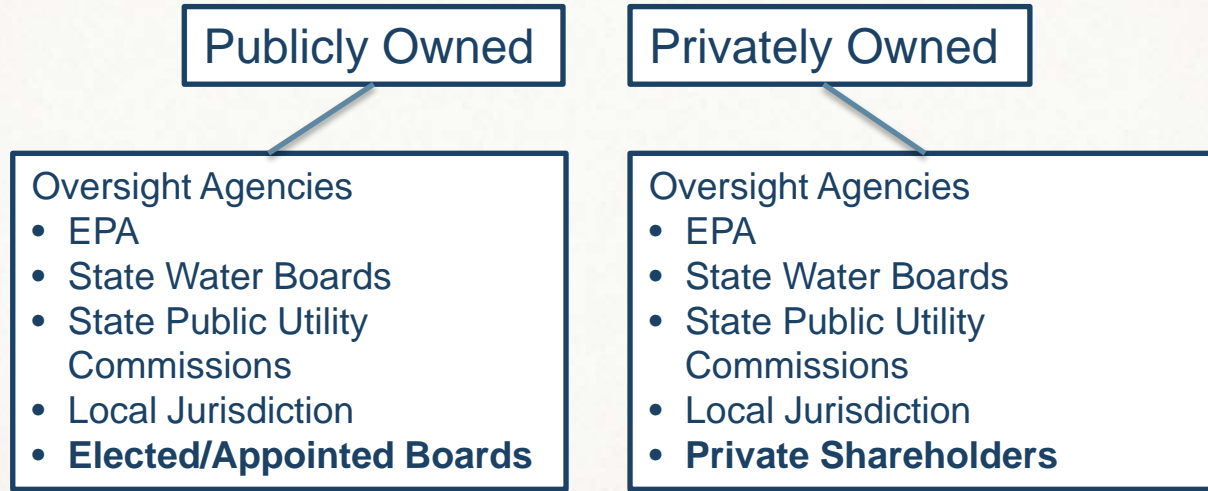 Publicly Owned
Privately Owned
Oversight Agencies
• EPA
• State Water Boards
• State Public Utility
Commissions
• Local Jurisdiction
• Elected/Appointed Boards
Oversight Agencies
• EPA
• State Water Boards
• State Public Utility
Commissions
• Local Jurisdiction
• Private Shareholders